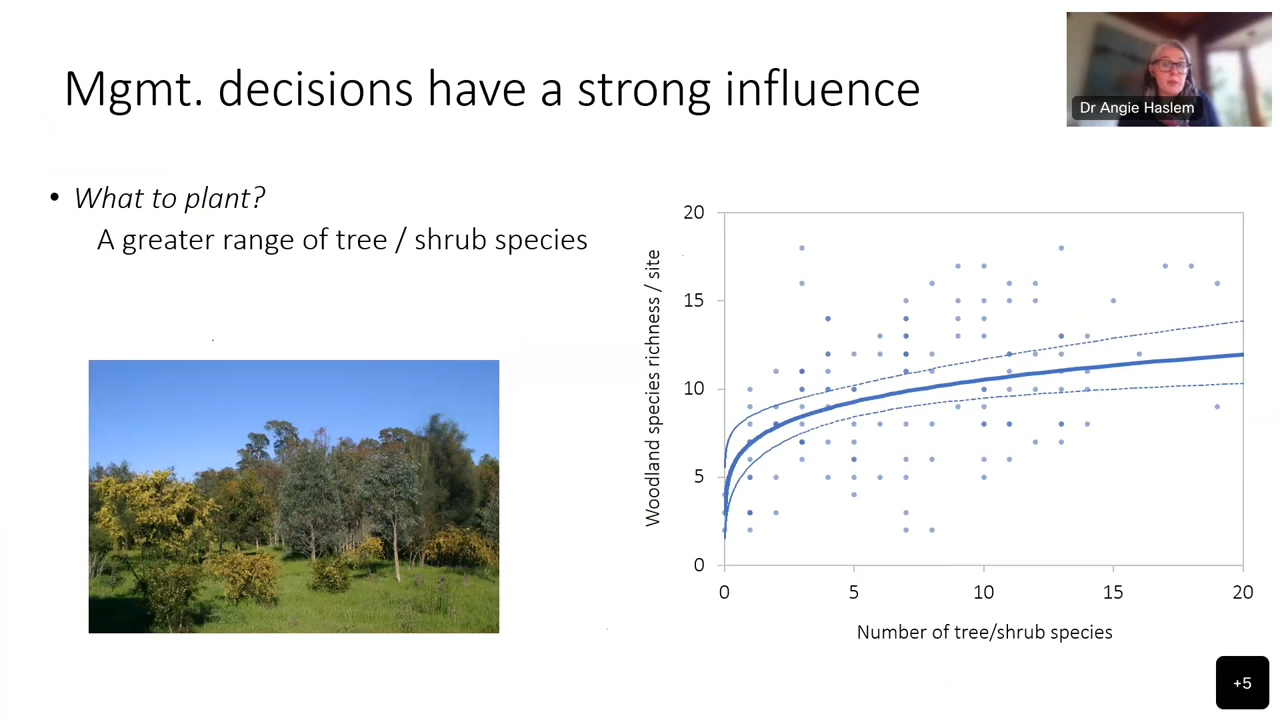 Mgmt. decisions have a strong influence
Dr Angie Haslem
• What to plant?
A greater range of tree / shrub species
Woodland species richness / site
20
15
10
5
0
0 5 10 15 20
Number of tree/shrub species
+5